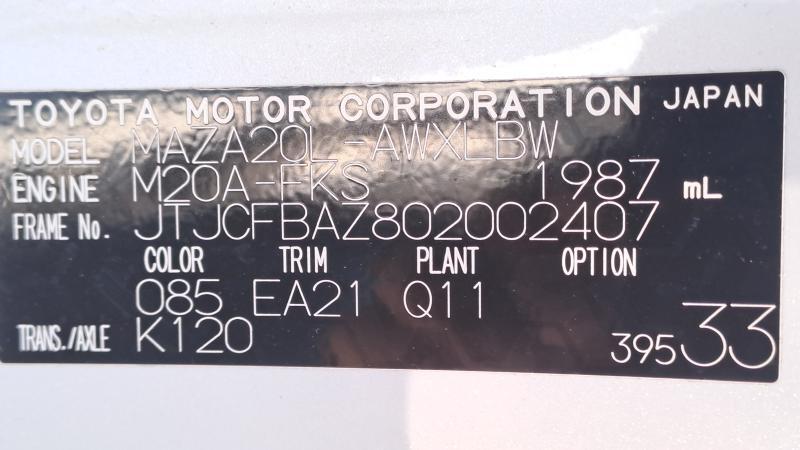 TOYOTA MOTOR CORPORATION JAPAN
MODEL MAZA20L-AWXLBW
ENGINE M20A-FKS 1987 mL
FRAME No. JTJCFBAZ802002407
COLOR TRIM PLANT OPTION
085 EA21 Q11
TRANS./AXLE K120 39533